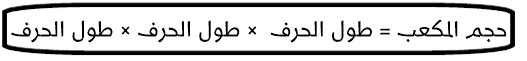 حجم المكعب = طول الحرف × طول الحرف × طول الحرف